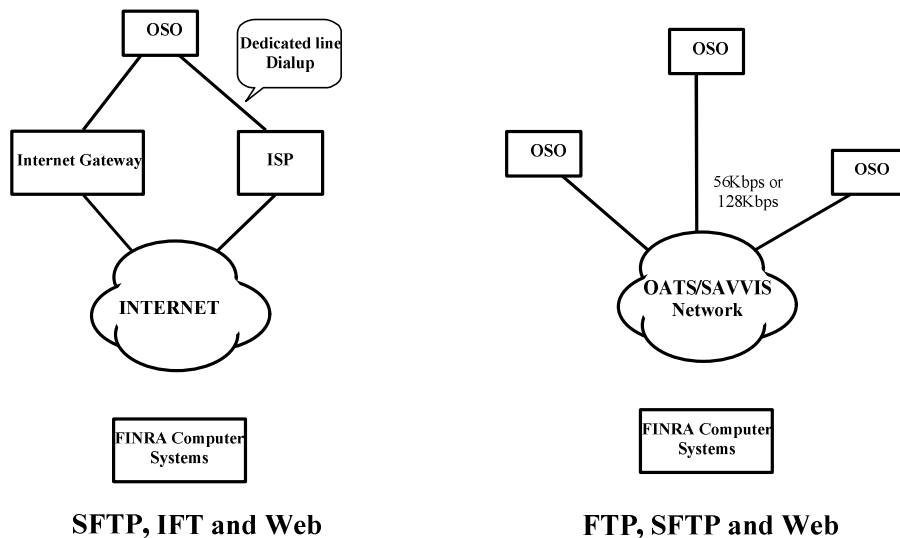 OSO
Dedicated line
Dialup
Internet Gateway
ISP
INTERNET
FINRA Computer
Systems
SFTP, IFT and Web
OSO
OSO
OSO
56Kbps or
128Kbps
OATS/SAVVIS
Network
FINRA Computer
Systems
FTP, SFTP and Web